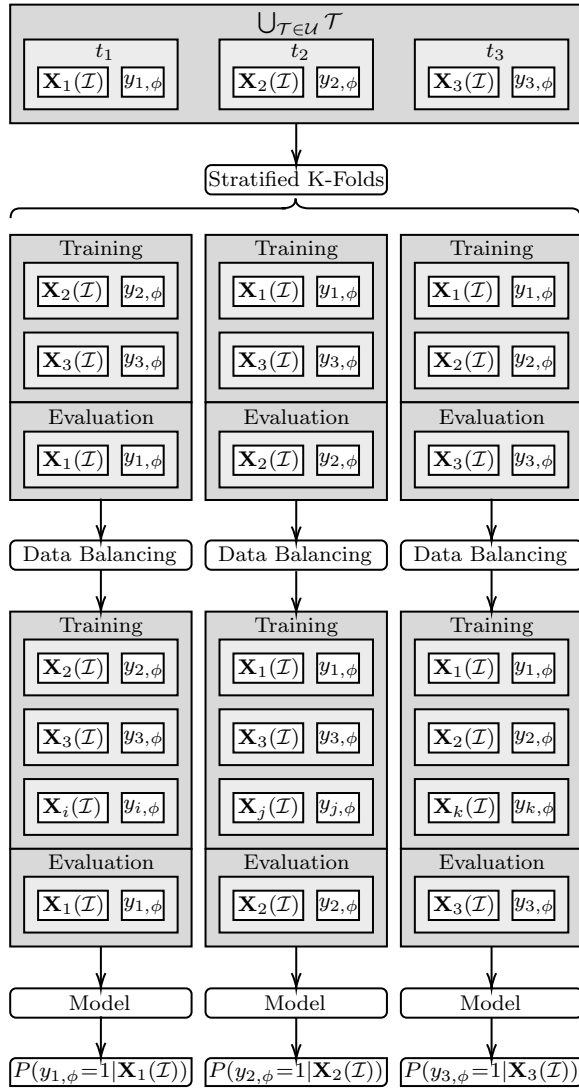 ⋃_{𝒯∈𝒰} 𝒯
t₁ t₂ t₃
𝐗₁(ℐ) y₁,ᵩ 𝐗₂(ℐ) y₂,ᵩ 𝐗₃(ℐ) y₃,ᵩ
Stratified K-Folds
Training Training Training
𝐗₂(ℐ) y₂,ᵩ 𝐗₁(ℐ) y₁,ᵩ 𝐗₁(ℐ) y₁,ᵩ
𝐗₃(ℐ) y₃,ᵩ 𝐗₃(ℐ) y₃,ᵩ 𝐗₂(ℐ) y₂,ᵩ
Evaluation Evaluation Evaluation
𝐗₁(ℐ) y₁,ᵩ 𝐗₂(ℐ) y₂,ᵩ 𝐗₃(ℐ) y₃,ᵩ
Data Balancing Data Balancing Data Balancing
Training Training Training
𝐗₂(ℐ) y₂,ᵩ 𝐗₁(ℐ) y₁,ᵩ 𝐗₁(ℐ) y₁,ᵩ
𝐗₃(ℐ) y₃,ᵩ 𝐗₃(ℐ) y₃,ᵩ 𝐗₂(ℐ) y₂,ᵩ
𝐗ᵢ(ℐ) yᵢ,ᵩ 𝐗ⱼ(ℐ) yⱼ,ᵩ 𝐗ₖ(ℐ) yₖ,ᵩ
Evaluation Evaluation Evaluation
𝐗₁(ℐ) y₁,ᵩ 𝐗₂(ℐ) y₂,ᵩ 𝐗₃(ℐ) y₃,ᵩ
Model Model Model
P(y₁,ᵩ=1|𝐗₁(ℐ)) P(y₂,ᵩ=1|𝐗₂(ℐ)) P(y₃,ᵩ=1|𝐗₃(ℐ))